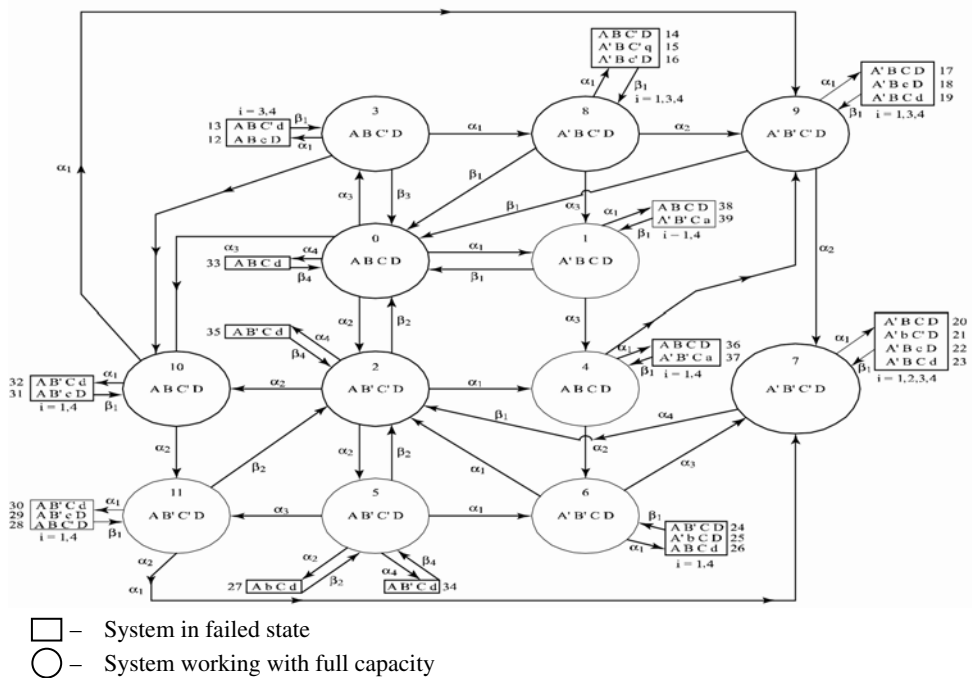 α₁
A B C' D 14
A' B C' q 15
A' B c' D 16
α₁
β₁
i = 1,3,4
A' B C D 17
A' B c D 18
A' B C d 19
α₁
β₁
i = 1,3,4
i = 3,4
13 A B C' d
12 A B c D
β₁
α₁
3
A B C' D
α₁
8
A' B C' D
α₂
9
A' B' C' D
α₃
β₃
β₁
β₁
α₃
α₁
A B C D 38
A' B' C a 39
β₁
i – 1,4
α₃
α₄
33 A B C d
β₄
0
A B C D
α₁
β₁
1
A' B C D
α₂
α₂
β₂
α₃
35 A B' C d
α₄
β₄
α₁
A B C D 36
A' B' C a 37
β₁
i = 1,4
A' B C D 20
A' b C' D 21
A' B c D 22
A' B C d 23
α₁
β₁
i = 1,2,3,4
32 A B' C d
31 A B' c D
i = 1,4
α₁
β₁
10
A B C' D
α₂
2
A B' C' D
α₁
4
A B C D
7
A' B' C' D
β₁
α₄
α₂
α₂
β₂
α₂
β₂
α₁
α₃
30 A B' C d
29 A B' c D
28 A B C' D
i = 1,4
α₁
β₁
11
A B' C' D
α₃
5
A B' C D
α₁
6
A' B' C D
β₁
α₁
A B' C D 24
A' b C D 25
A B C d 26
i = 1,4
α₂
α₁
α₂
β₂
27 A b C d
α₄
β₄
A B' C d 34
– System in failed state
– System working with full capacity